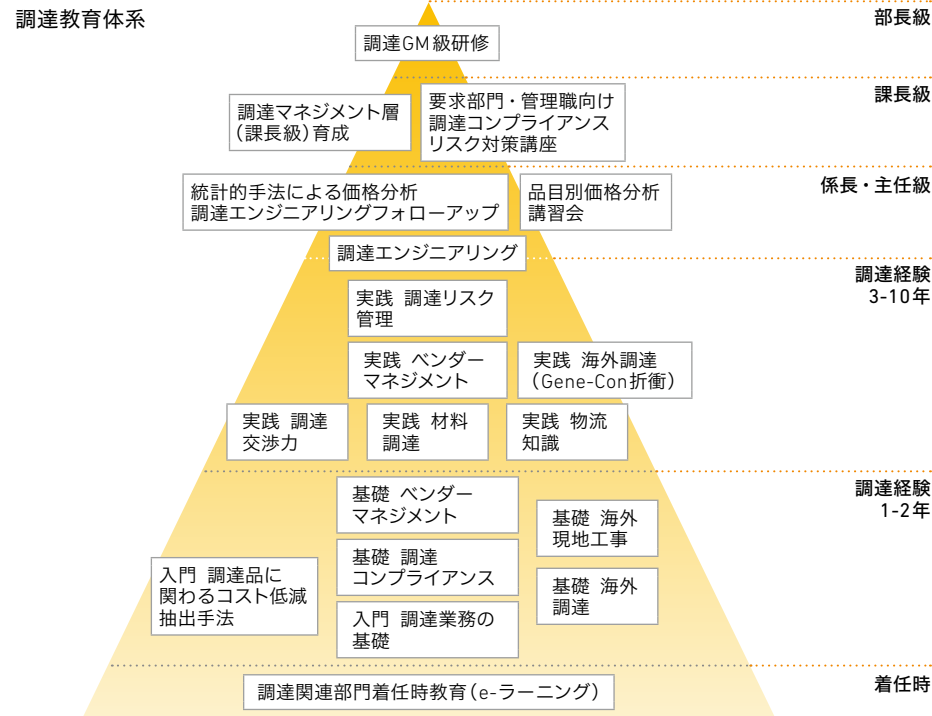 調達教育体系
部長級
調達GM級研修
課長級
調達マネジメント層
（課長級）育成
要求部門・管理職向け
調達コンプライアンス
リスク対策講座
係長・主任級
統計的手法による価格分析
調達エンジニアリングフォローアップ
品目別価格分析
講習会
調達エンジニアリング
調達経験
3-10年
実践 調達リスク
管理
実践 ベンダー
マネジメント
実践 海外調達
（Gene-Con折衝）
実践 調達
交渉力
実践 材料
調達
実践 物流
知識
調達経験
1-2年
基礎 ベンダー
マネジメント
基礎 海外
現地工事
基礎 調達
コンプライアンス
入門 調達品に
関わるコスト低減
抽出手法
基礎 海外
調達
入門 調達業務の
基礎
着任時
調達関連部門着任時教育（e-ラーニング）